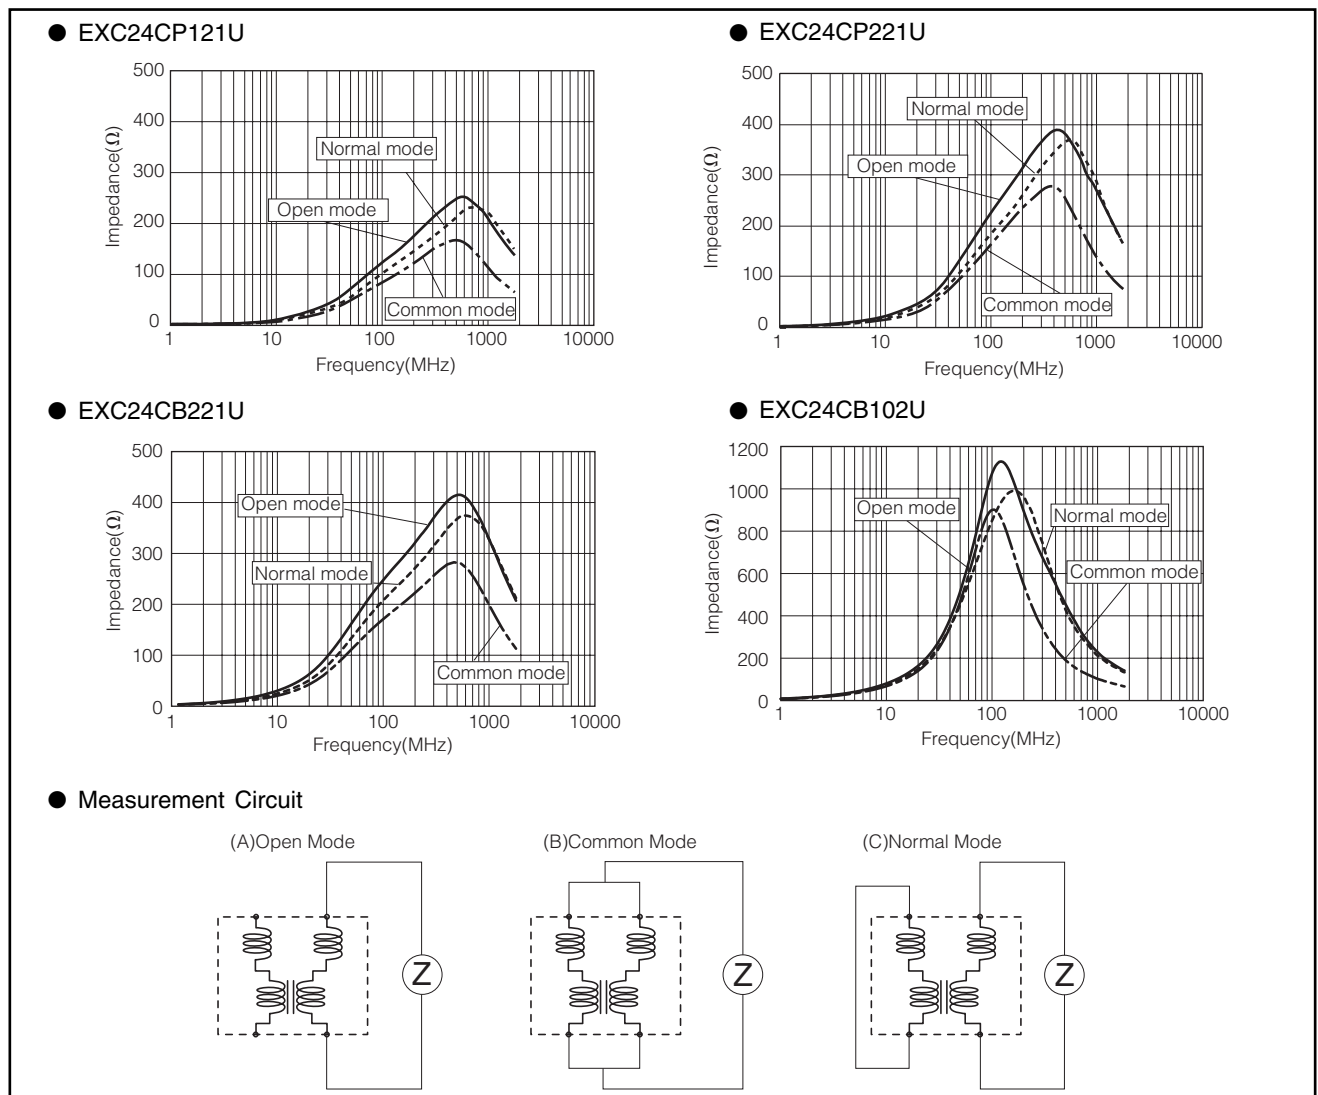 ● EXC24CP121U
500
400
300
200
100
0
Impedance(Ω)
Normal mode
Open mode
Common mode
1 10 100 1000 10000
Frequency(MHz)
● EXC24CP221U
500
400
300
200
100
0
Impedance(Ω)
Normal mode
Open mode
Common mode
1 10 100 1000 10000
Frequency(MHz)
● EXC24CB221U
500
400
300
200
100
0
Impedance(Ω)
Open mode
Normal mode
Common mode
1 10 100 1000 10000
Frequency(MHz)
● EXC24CB102U
1200
1000
800
600
400
200
0
Impedance(Ω)
Open mode
Normal mode
Common mode
1 10 100 1000 10000
Frequency(MHz)
● Measurement Circuit
(A)Open Mode
Z
(B)Common Mode
Z
(C)Normal Mode
Z